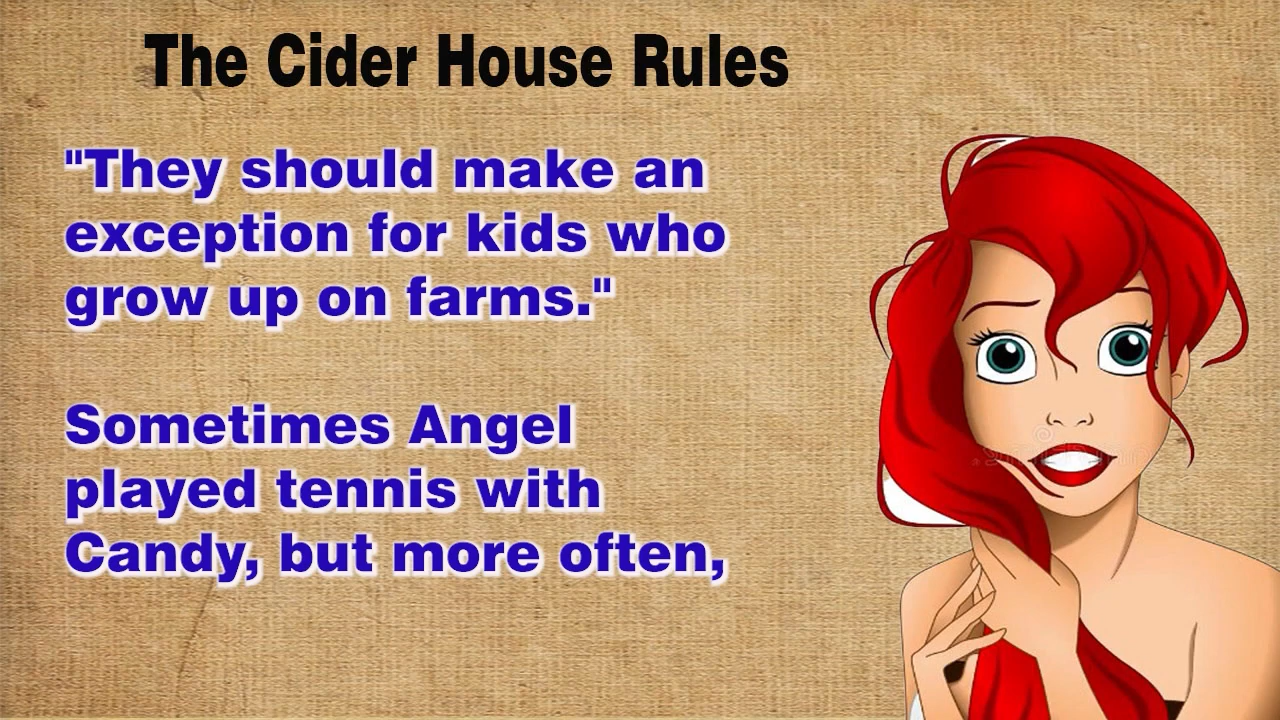 The Cider House Rules
"They should make an
exception for kids who
grow up on farms."
Sometimes Angel
played tennis with
Candy, but more often,